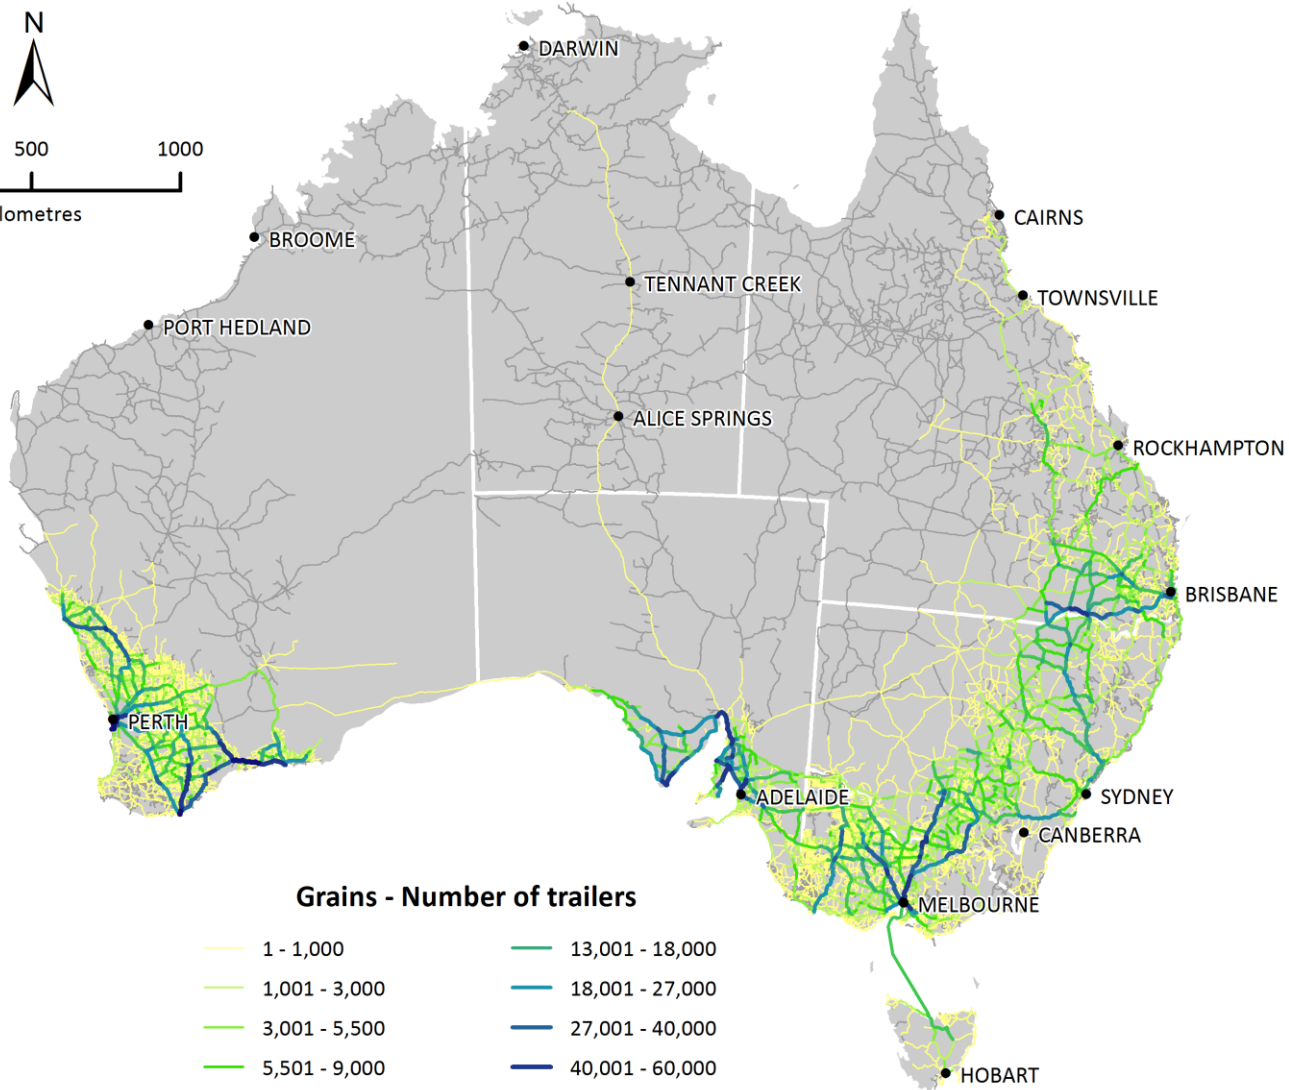 N
DARWIN
500 1000
lometres
CAIRNS
BROOME
TENNANT CREEK
TOWNSVILLE
PORT HEDLAND
ALICE SPRINGS
ROCKHAMPTON
BRISBANE
PERTH
ADELAIDE
SYDNEY
CANBERRA
MELBOURNE
Grains - Number of trailers
1 - 1,000
1,001 - 3,000
3,001 - 5,500
5,501 - 9,000
13,001 - 18,000
18,001 - 27,000
27,001 - 40,000
40,001 - 60,000
HOBART